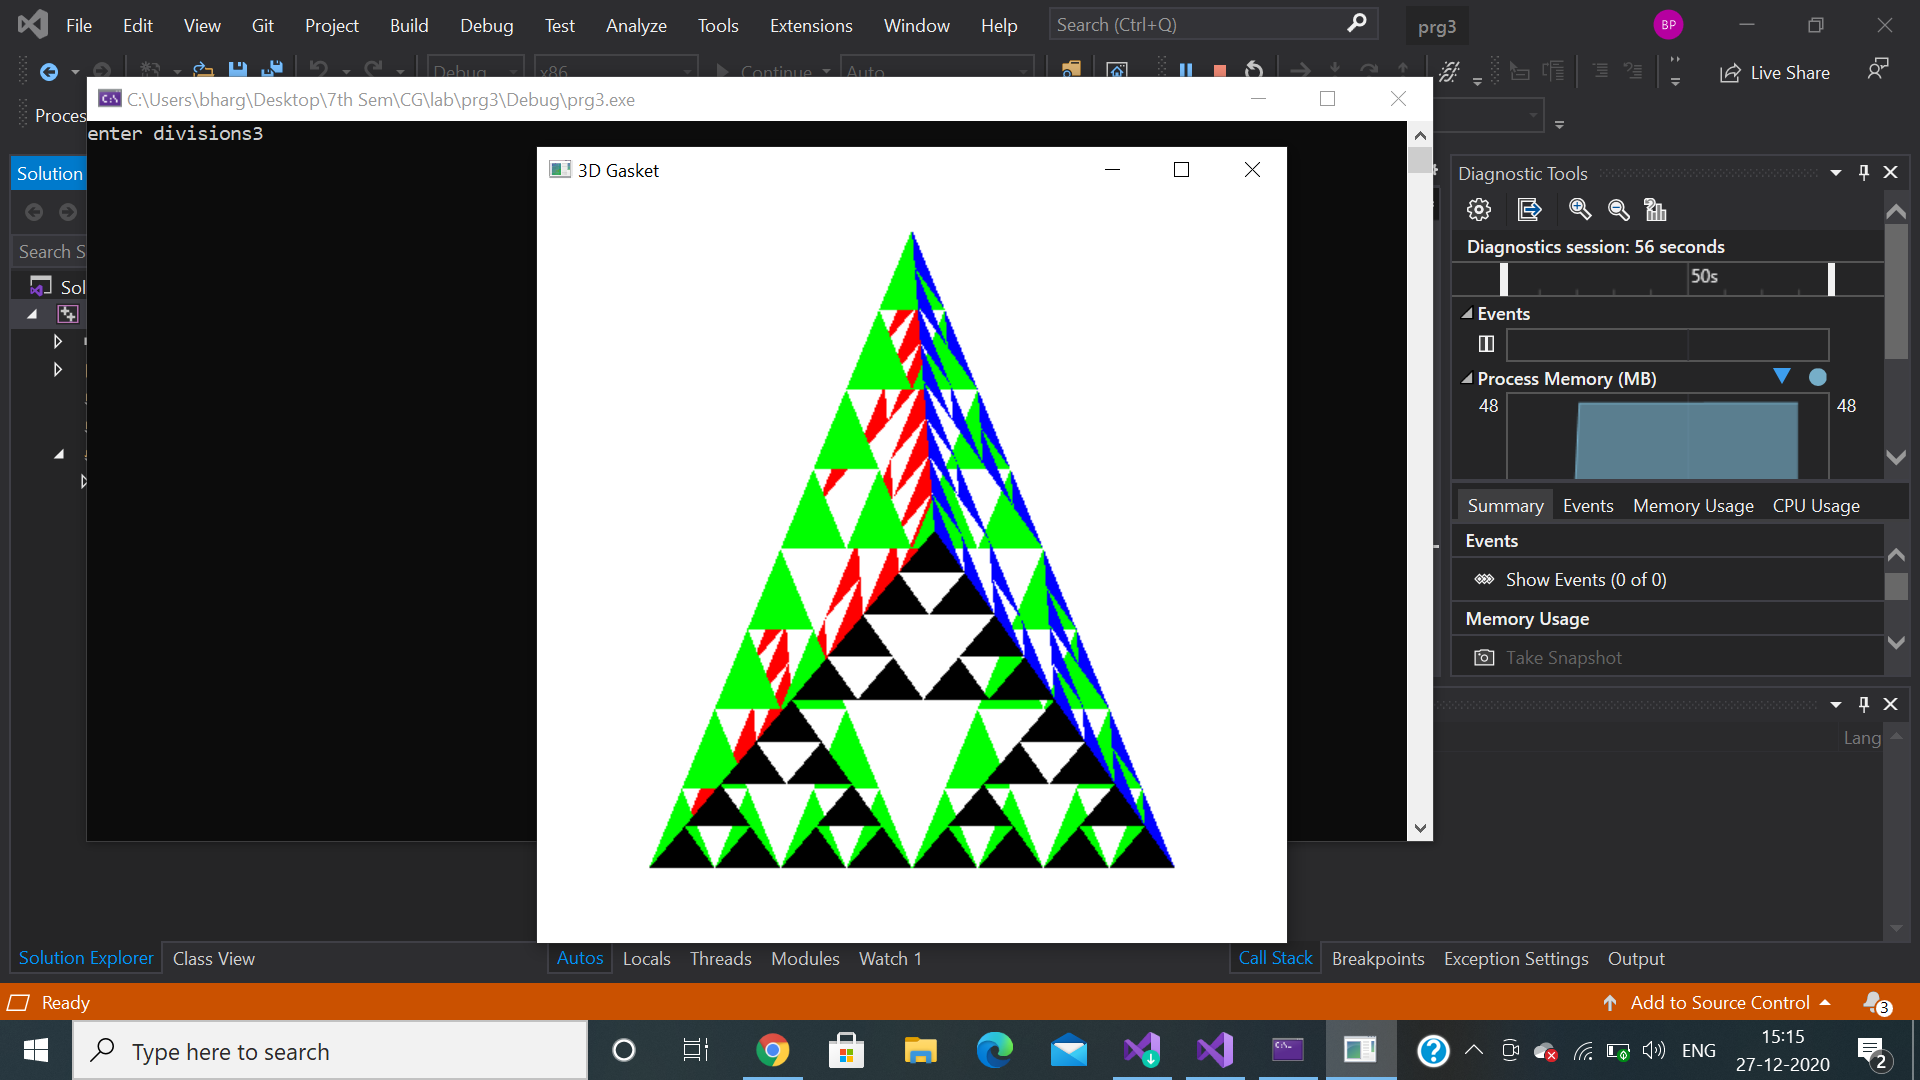 File Edit View Git Project Build Debug Test Analyze Tools Extensions Window Help Search (Ctrl+Q) prg3 BP
Debug x86 Continue Auto Live Share
Proces
C:\Users\bharg\Desktop\7th Sem\CG\lab\prg3\Debug\prg3.exe
enter divisions3
3D Gasket
Solution
Search S
Sol
Diagnostic Tools
Diagnostics session: 56 seconds
50s
Events
Process Memory (MB)
48 48
Summary Events Memory Usage CPU Usage
Events
Show Events (0 of 0)
Memory Usage
Take Snapshot
Lang
Solution Explorer Class View Autos Locals Threads Modules Watch 1 Call Stack Breakpoints Exception Settings Output
Ready Add to Source Control 3
Type here to search ENG 15:15
27-12-2020 2